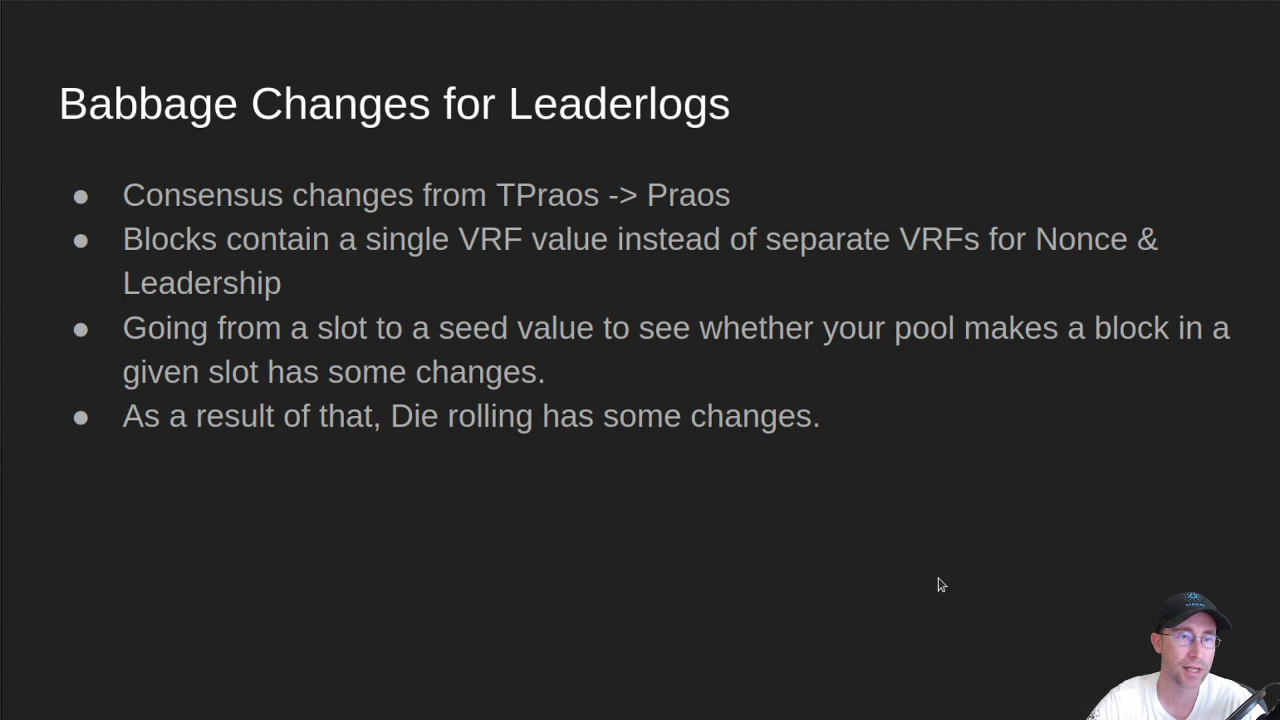 Babbage Changes for Leaderlogs
● Consensus changes from TPraos -> Praos
● Blocks contain a single VRF value instead of separate VRFs for Nonce &
Leadership
● Going from a slot to a seed value to see whether your pool makes a block in a
given slot has some changes.
● As a result of that, Die rolling has some changes.